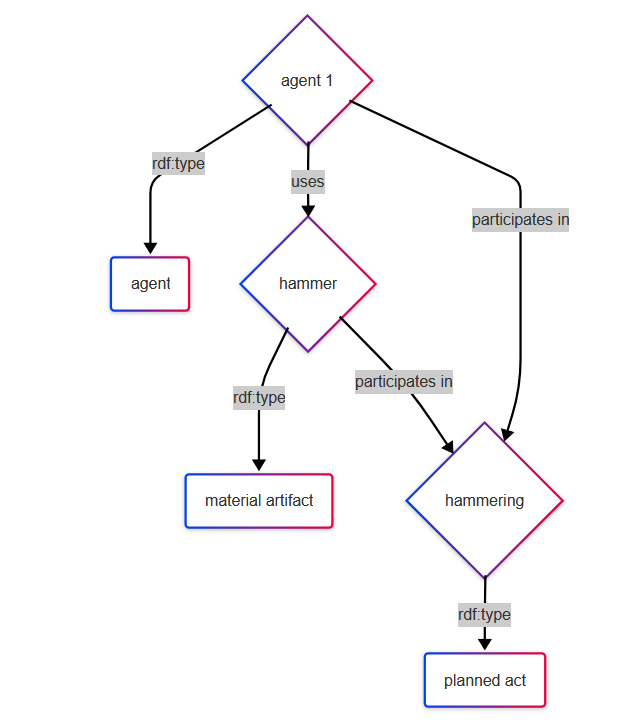 agent 1
rdf:type
uses
participates in
agent
hammer
participates in
rdf:type
material artifact
hammering
rdf:type
planned act